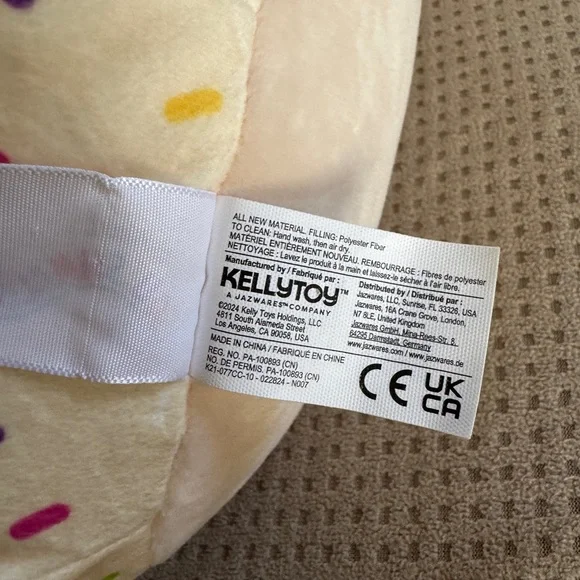 ALL NEW MATERIAL. FILLING: Polyester Fiber
TO CLEAN: Hand wash, then air dry.
MATÉRIEL ENTIÈREMENT NOUVEAU. REMBOURRAGE : Fibres de polyester
NETTOYAGE : Lavez le produit à la main et laissez-le sécher à l'air libre.
Manufactured by / Fabriqué par :
KELLYTOY™
A JAZWARES™ COMPANY
©2024 Kelly Toys Holdings, LLC
4811 South Alameda Street
Los Angeles, CA 90058, USA
Distributed by / Distribué par :
Jazwares, LLC, Sunrise, FL 33326, USA
Jazwares, 16A Crane Grove, London,
N7 8LE, United Kingdom
Jazwares GmbH, Mina-Rees-Str. 8,
64295 Darmstadt, Germany
www.jazwares.com / www.jazwares.com
MADE IN CHINA / FABRIQUÉ EN CHINE
REG. NO. PA-100893 (CN)
NO. DE PERMIS. PA-100893 (CN)
K21-077CC-10 - 022824 - N007
CE
UK
CA